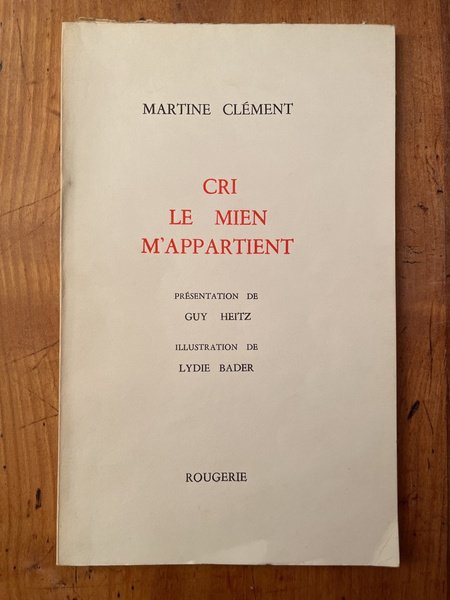 MARTINE CLÉMENT
CRI
LE MIEN
M'APPARTIENT
PRÉSENTATION DE
GUY HEITZ
ILLUSTRATION DE
LYDIE BADER
ROUGERIE